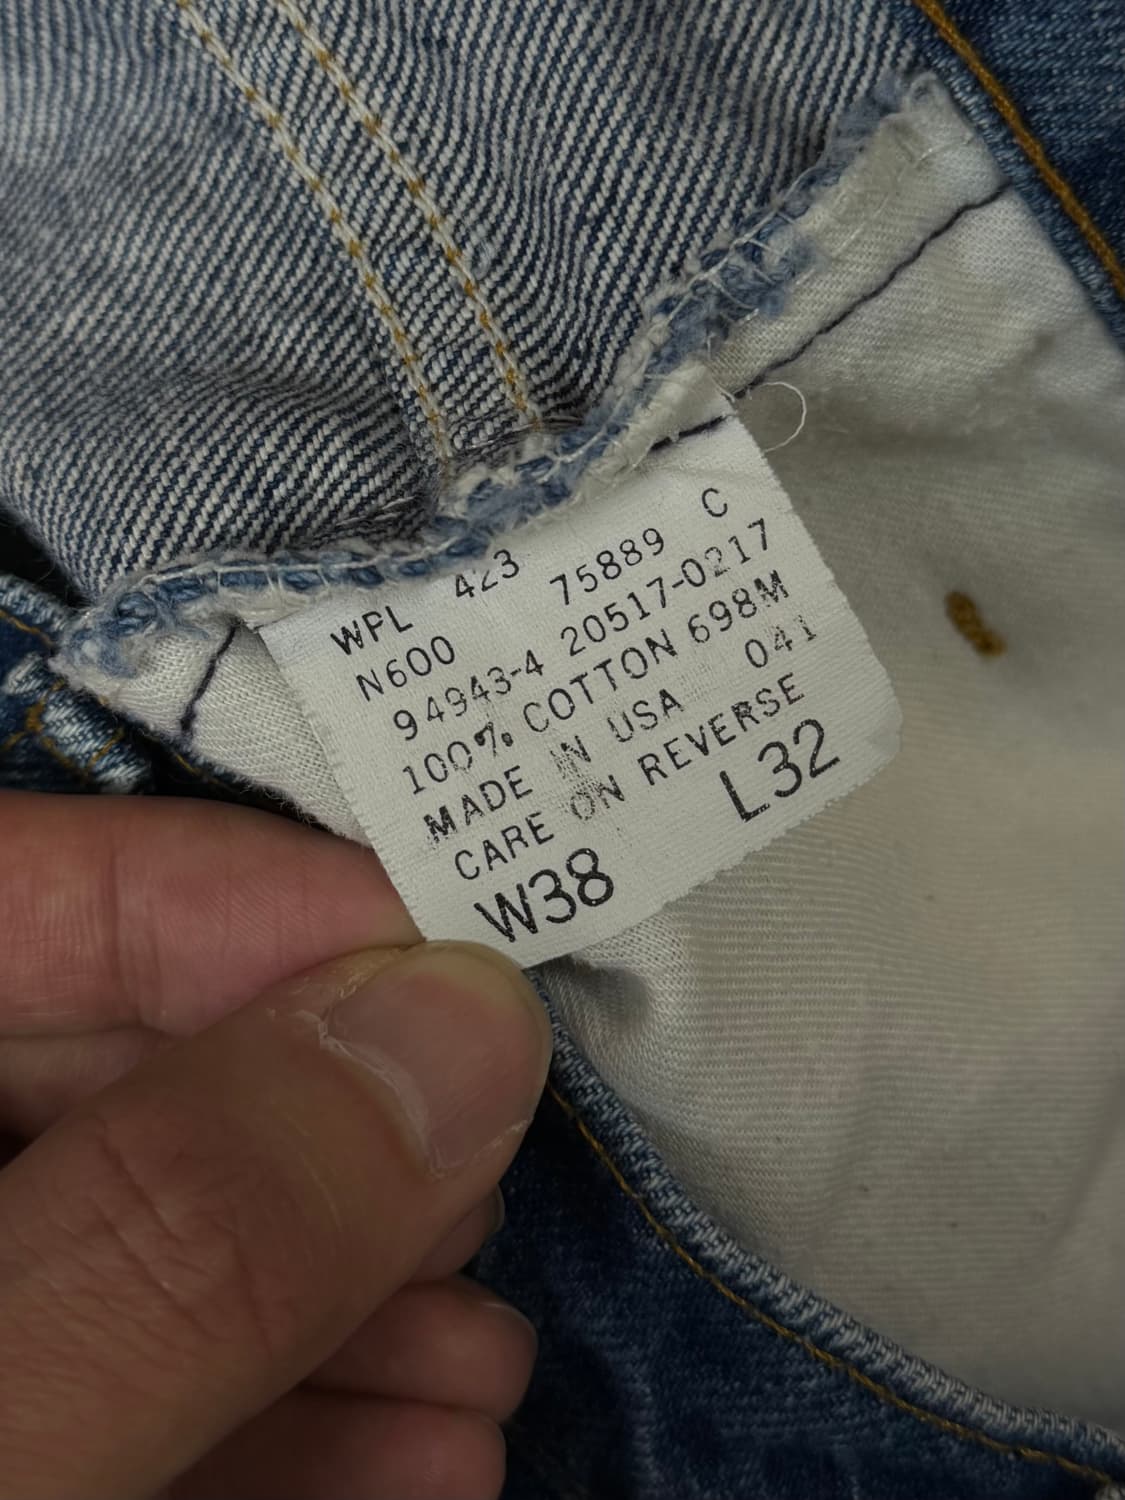 WPL 423
N600 75889 C
94943-4 20517-0217
100% COTTON 698M
MADE IN USA 041
CARE ON REVERSE
W38 L32